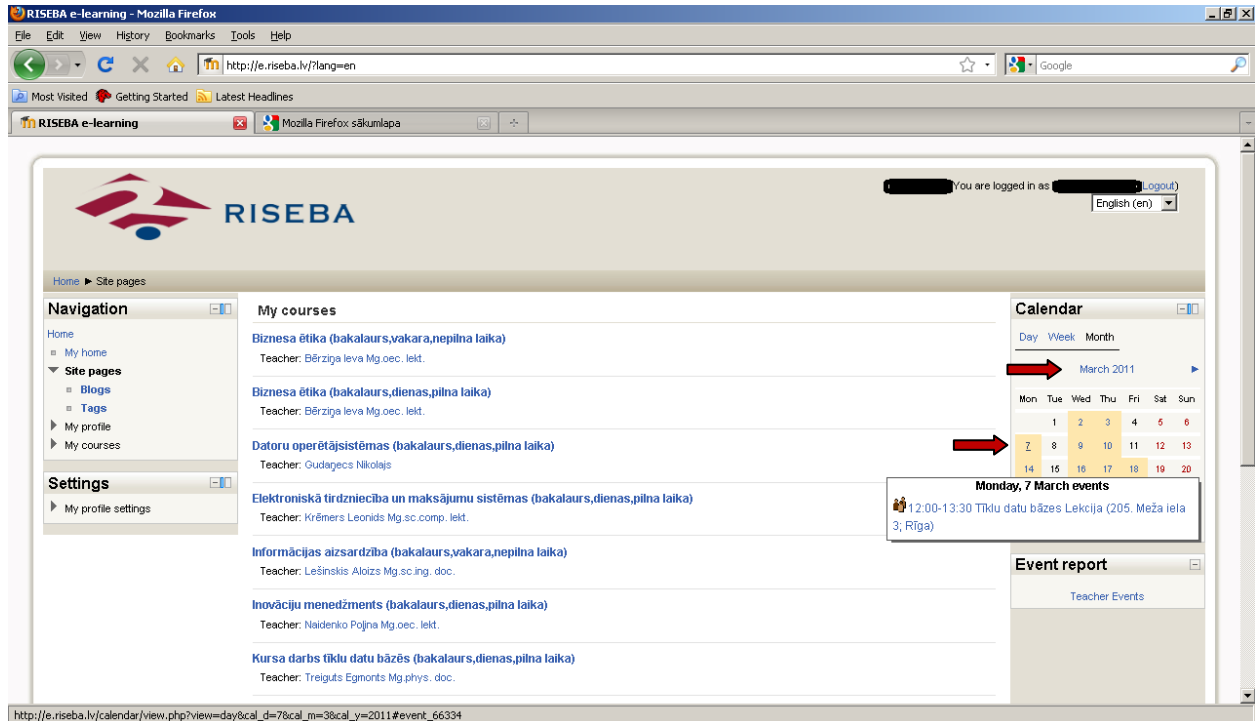 RISEBA e-learning - Mozilla Firefox
File Edit View History Bookmarks Tools Help
http://e.riseba.lv/?lang=en
Google
Most Visited Getting Started Latest Headlines
RISEBA e-learning Mozilla Firefox sākumlapa
You are logged in as Logout)
English (en)
RISEBA
Home ► Site pages
Navigation
Home
My home
Site pages
Blogs
Tags
My profile
My courses
Settings
My profile settings
My courses
Biznesa ētika (bakalaurs,vakara,nepilna laika)
Teacher: Bērziņa Ieva Mg.oec. lekt.
Biznesa ētika (bakalaurs,dienas,pilna laika)
Teacher: Bērziņa Ieva Mg.oec. lekt.
Datoru operētājsistēmas (bakalaurs,dienas,pilna laika)
Teacher: Gudaņecs Nikolajs
Elektroniskā tirdzniecība un maksājumu sistēmas (bakalaurs,dienas,pilna laika)
Teacher: Krēmers Leonids Mg.sc.comp. lekt.
Informācijas aizsardzība (bakalaurs,vakara,nepilna laika)
Teacher: Lešinskis Aloizs Mg.sc.ing. doc.
Inovāciju menedžments (bakalaurs,dienas,pilna laika)
Teacher: Naidenko Poļina Mg.oec. lekt.
Kursa darbs tīklu datu bāzēs (bakalaurs,dienas,pilna laika)
Teacher: Treiguts Egmonts Mg.phys. doc.
Calendar
Day Week Month
March 2011 ►
Mon Tue Wed Thu Fri Sat Sun
1 2 3 4 5 6
7 8 9 10 11 12 13
14 15 16 17 18 19 20
Monday, 7 March events
12:00-13:30 Tīklu datu bāzes Lekcija (205. Meža iela
3; Rīga)
Event report
Teacher Events
http://e.riseba.lv/calendar/view.php?view=day&cal_d=7&cal_m=3&cal_y=2011#event_66334